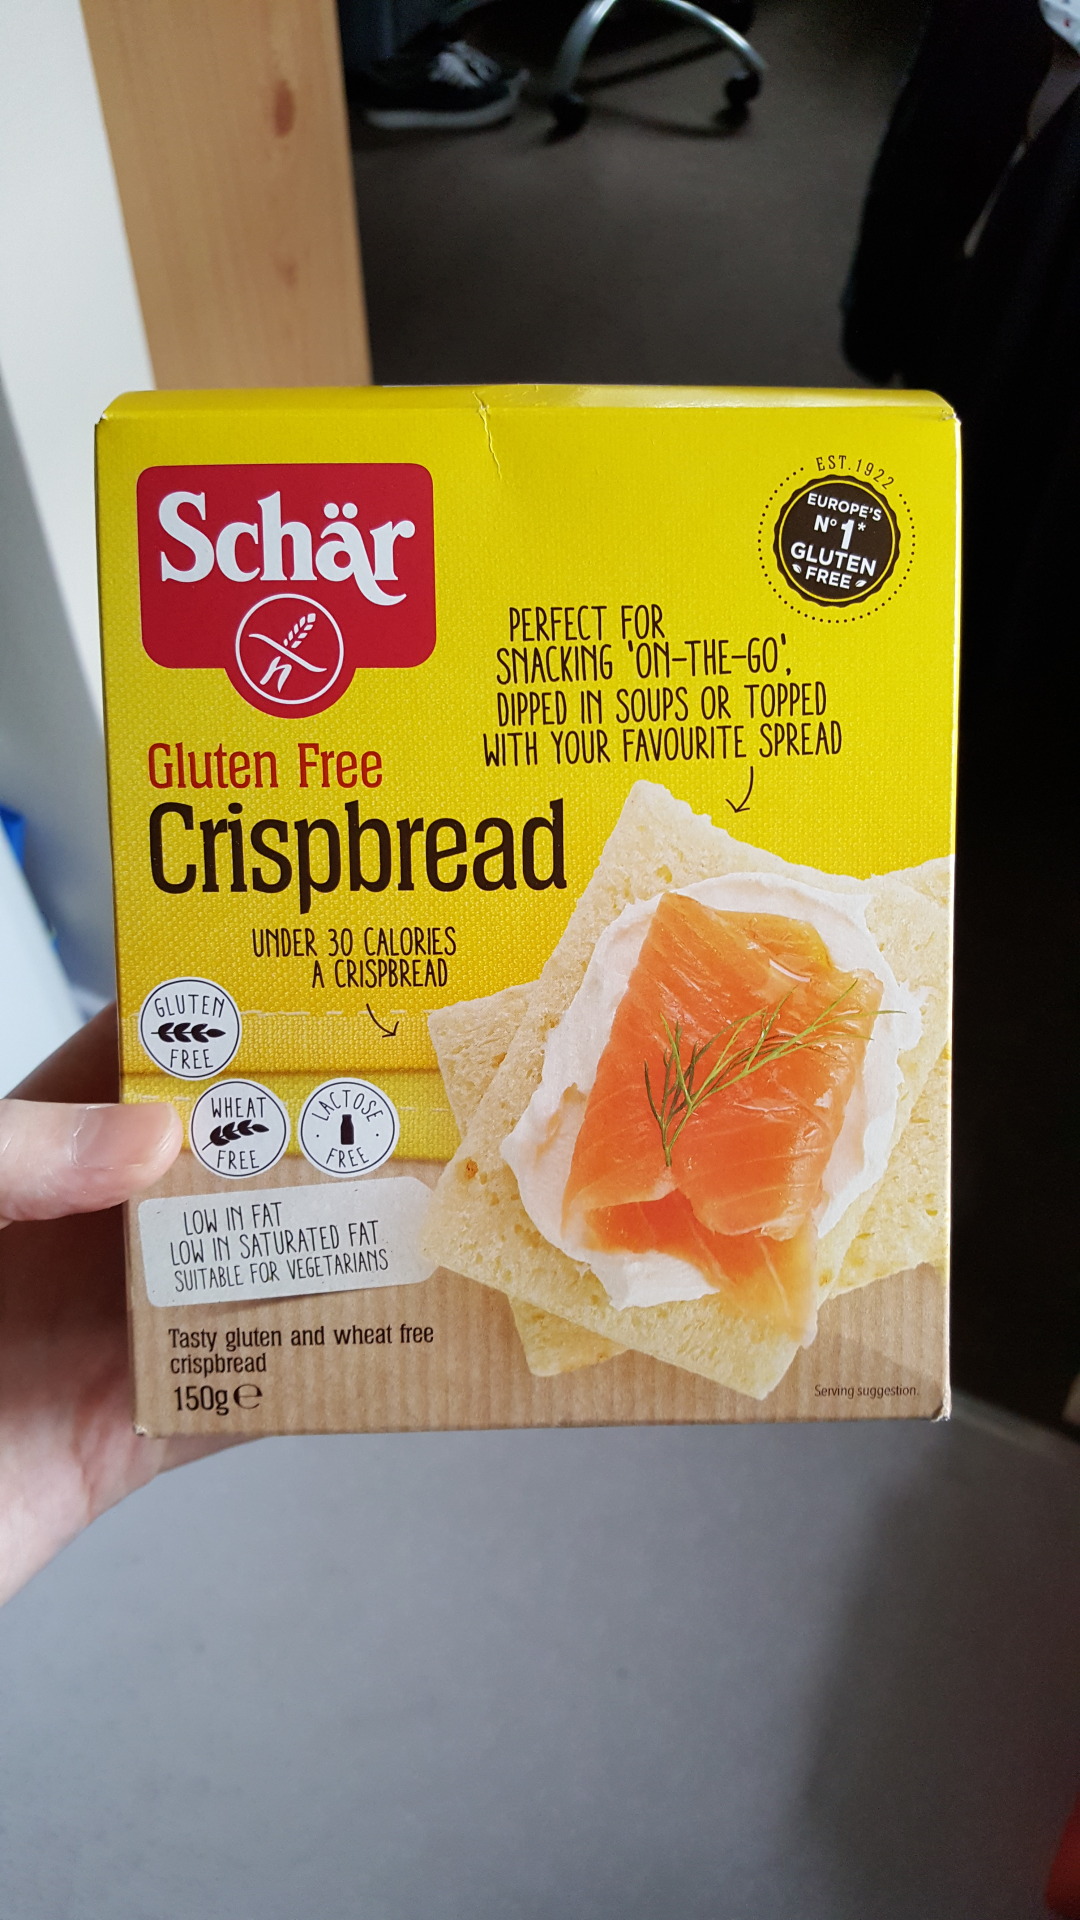 Schär
EST. 1922
EUROPE'S
Nº 1*
GLUTEN
FREE
PERFECT FOR
SNACKING 'ON-THE-GO',
DIPPED IN SOUPS OR TOPPED
WITH YOUR FAVOURITE SPREAD
Gluten Free
Crispbread
UNDER 30 CALORIES
A CRISPBREAD
GLUTEN
FREE
WHEAT
FREE
LACTOSE
FREE
LOW IN FAT
LOW IN SATURATED FAT
SUITABLE FOR VEGETARIANS
Tasty gluten and wheat free
crispbread
150g e
Serving suggestion.